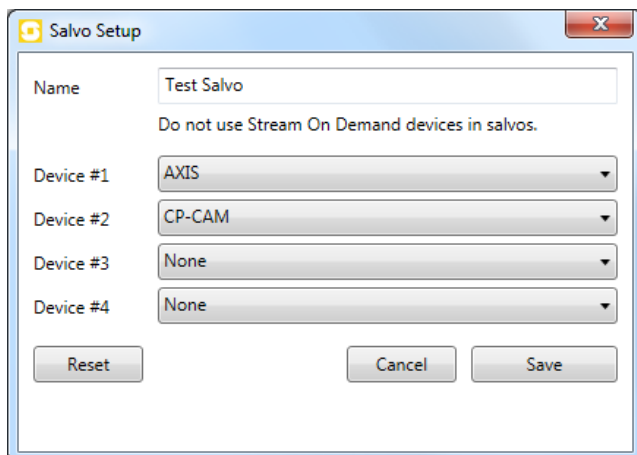 Salvo Setup
Name Test Salvo
Do not use Stream On Demand devices in salvos.
Device #1 AXIS
Device #2 CP-CAM
Device #3 None
Device #4 None
Reset Cancel Save